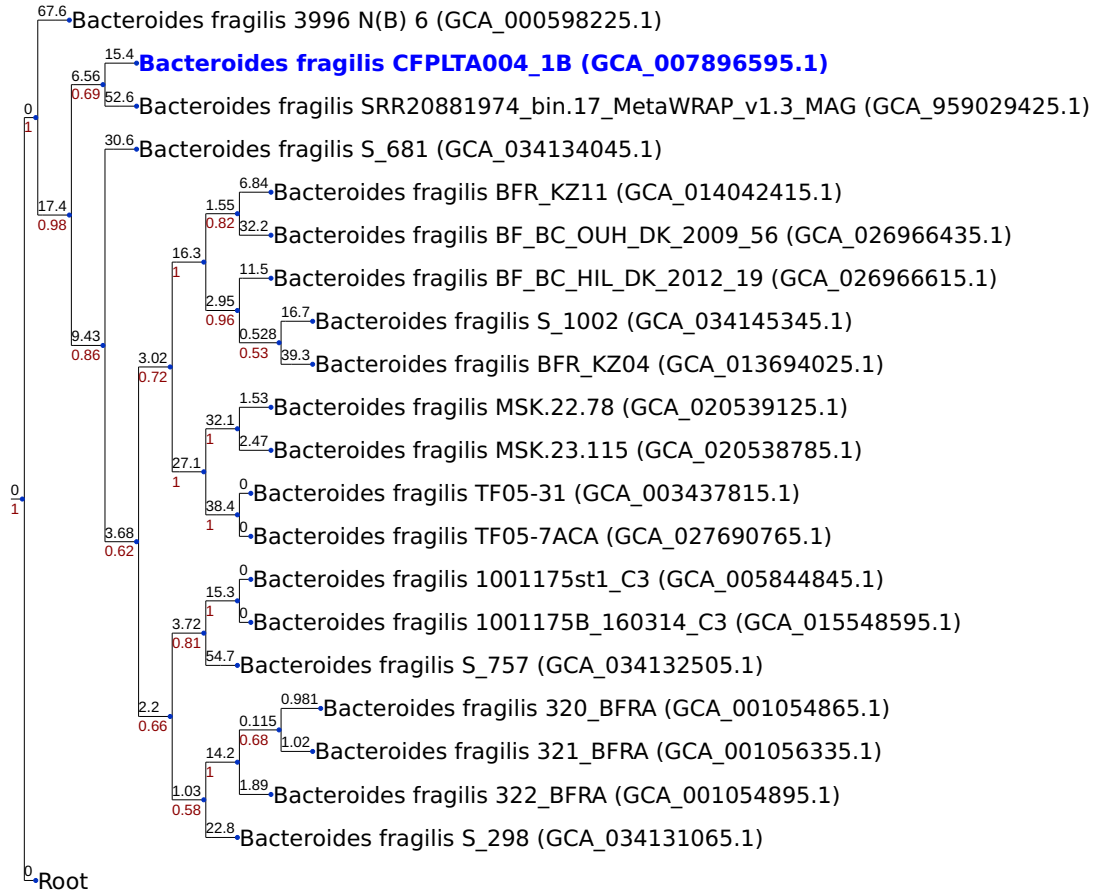 67.6 Bacteroides fragilis 3996 N(B) 6 (GCA_000598225.1)
15.4 Bacteroides fragilis CFPLTA004_1B (GCA_007896595.1)
6.56
0.69
52.6 Bacteroides fragilis SRR20881974_bin.17_MetaWRAP_v1.3_MAG (GCA_959029425.1)
0
1
30.6 Bacteroides fragilis S_681 (GCA_034134045.1)
6.84 Bacteroides fragilis BFR_KZ11 (GCA_014042415.1)
17.4
0.98
1.55
0.82
32.2 Bacteroides fragilis BF_BC_OUH_DK_2009_56 (GCA_026966435.1)
16.3
1
11.5 Bacteroides fragilis BF_BC_HIL_DK_2012_19 (GCA_026966615.1)
2.95
0.96
16.7 Bacteroides fragilis S_1002 (GCA_034145345.1)
9.43
0.86
0.528
0.53
39.3 Bacteroides fragilis BFR_KZ04 (GCA_013694025.1)
3.02
0.72
1.53 Bacteroides fragilis MSK.22.78 (GCA_020539125.1)
32.1
1
2.47 Bacteroides fragilis MSK.23.115 (GCA_020538785.1)
27.1
1
0 Bacteroides fragilis TF05-31 (GCA_003437815.1)
0
1
38.4
1
0 Bacteroides fragilis TF05-7ACA (GCA_027690765.1)
3.68
0.62
0 Bacteroides fragilis 1001175st1_C3 (GCA_005844845.1)
15.3
1
0 Bacteroides fragilis 1001175B_160314_C3 (GCA_015548595.1)
3.72
0.81
54.7 Bacteroides fragilis S_757 (GCA_034132505.1)
0.981 Bacteroides fragilis 320_BFRA (GCA_001054865.1)
2.2
0.66
0.115
0.68
1.02 Bacteroides fragilis 321_BFRA (GCA_001056335.1)
14.2
1
1.89 Bacteroides fragilis 322_BFRA (GCA_001054895.1)
1.03
0.58
22.8 Bacteroides fragilis S_298 (GCA_034131065.1)
0 Root